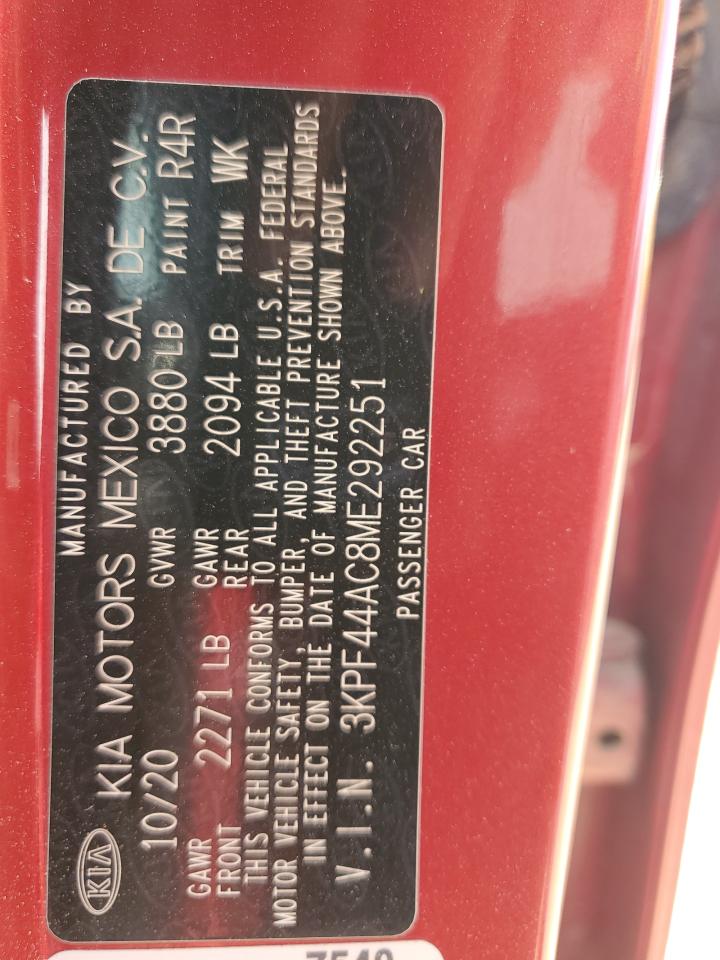 MANUFACTURED BY
KIA KIA MOTORS MEXICO S.A. DE C.V.
10/20 GVWR 3880 LB PAINT R4R
GAWR FRONT 2271 LB GAWR REAR 2094 LB TRIM WK
THIS VEHICLE CONFORMS TO ALL APPLICABLE U.S.A. FEDERAL
MOTOR VEHICLE SAFETY, BUMPER, AND THEFT PREVENTION STANDARDS
IN EFFECT ON THE DATE OF MANUFACTURE SHOWN ABOVE.
V.I.N. 3KPF44AC8ME292251
PASSENGER CAR